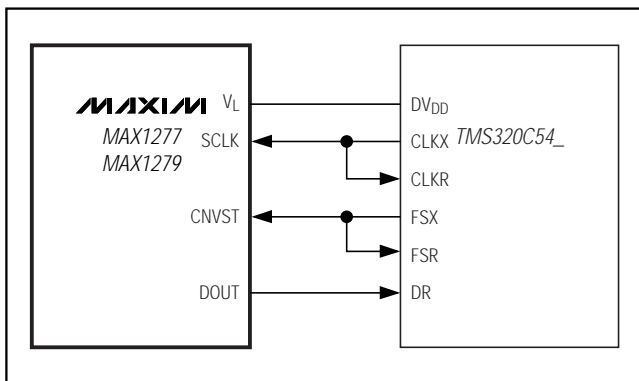 MAXIM
MAX1277
MAX1279
VL
SCLK
CNVST
DOUT
DVDD
CLKX
TMS320C54_
CLKR
FSX
FSR
DR